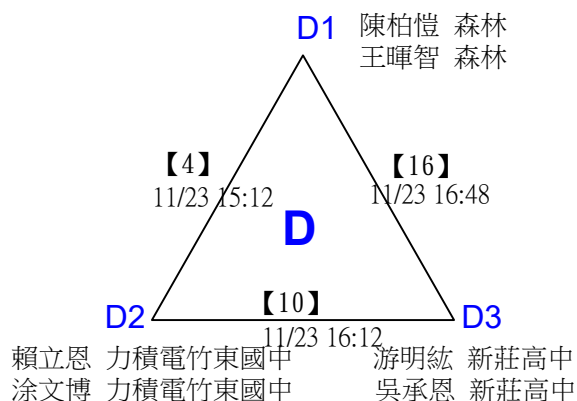 D1
陳柏愷 森林
王暉智 森林
【4】
11/23 15:12
【16】
11/23 16:48
D
D2
【10】
11/23 16:12
D3
賴立恩 力積電竹東國中
涂文博 力積電竹東國中
游明紘 新莊高中
吳承恩 新莊高中